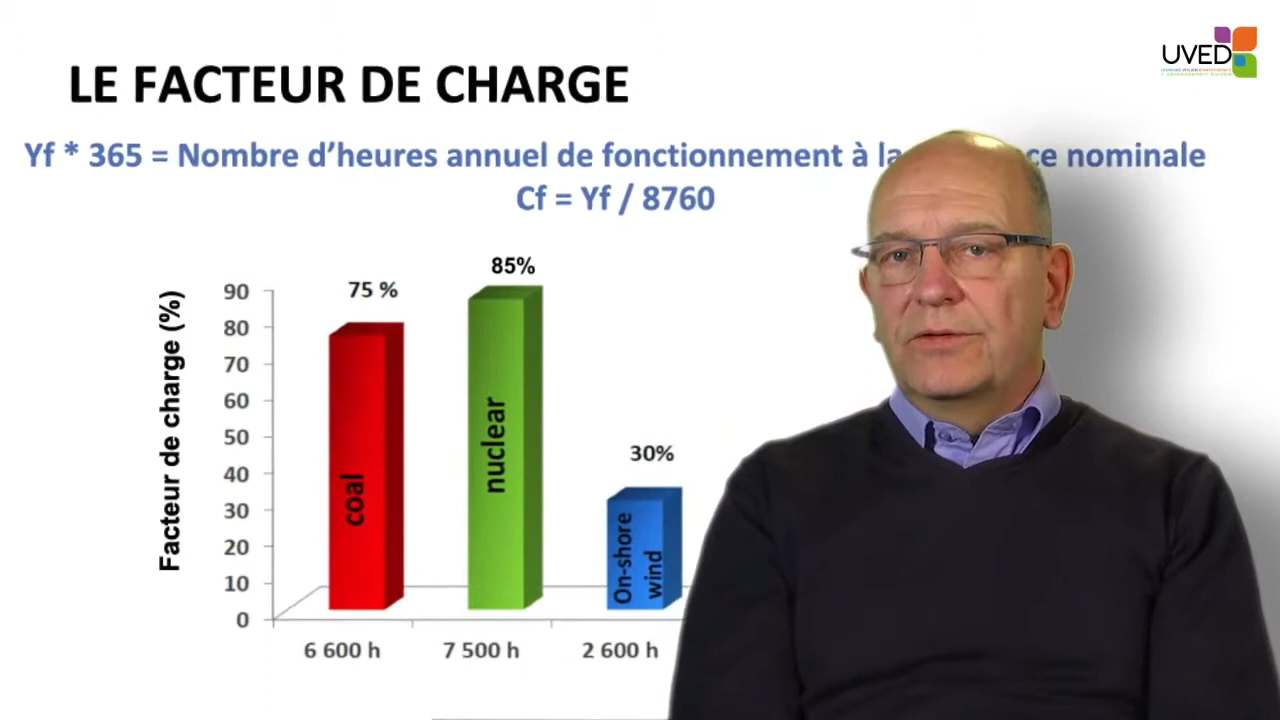 UVED
LE FACTEUR DE CHARGE
Yf * 365 = Nombre d’heures annuel de fonctionnement à la nominale
Cf = Yf / 8760
Facteur de charge (%)
90
80
70
60
50
40
30
20
10
0
75 %
85%
30%
coal
nuclear
On-shore
wind
6 600 h
7 500 h
2 600 h